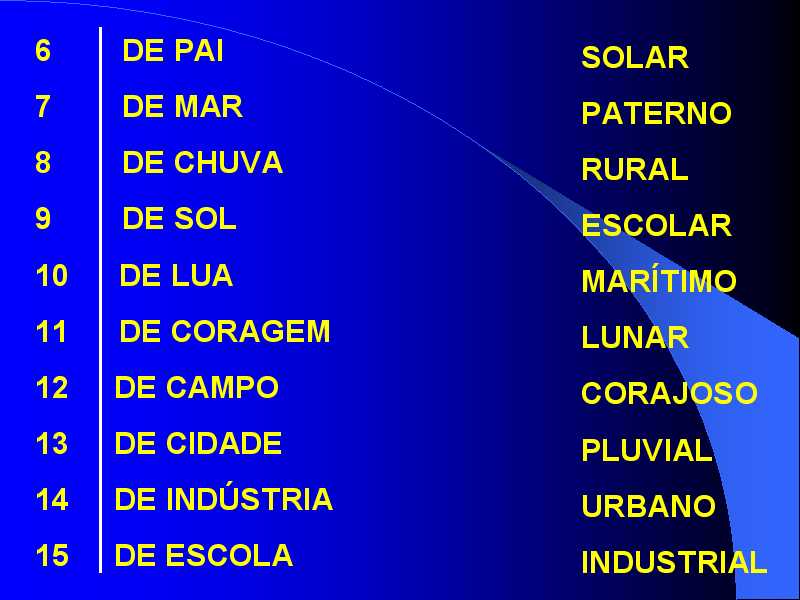 6 DE PAI SOLAR
7 DE MAR PATERNO
8 DE CHUVA RURAL
9 DE SOL ESCOLAR
10 DE LUA MARÍTIMO
11 DE CORAGEM LUNAR
12 DE CAMPO CORAJOSO
13 DE CIDADE PLUVIAL
14 DE INDÚSTRIA URBANO
15 DE ESCOLA INDUSTRIAL